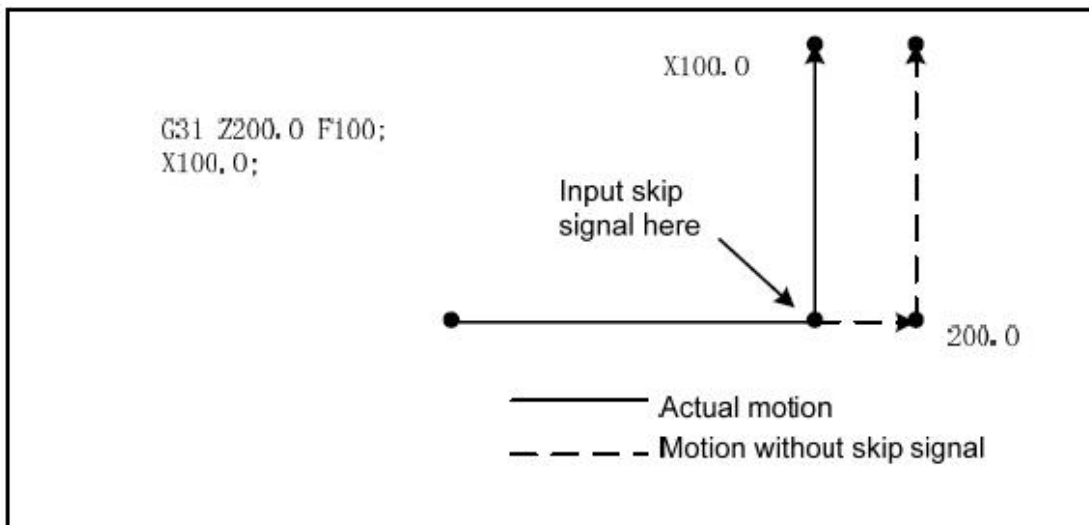 X100.0
G31 Z200.0 F100;
X100.0;
Input skip
signal here
200.0
Actual motion
Motion without skip signal